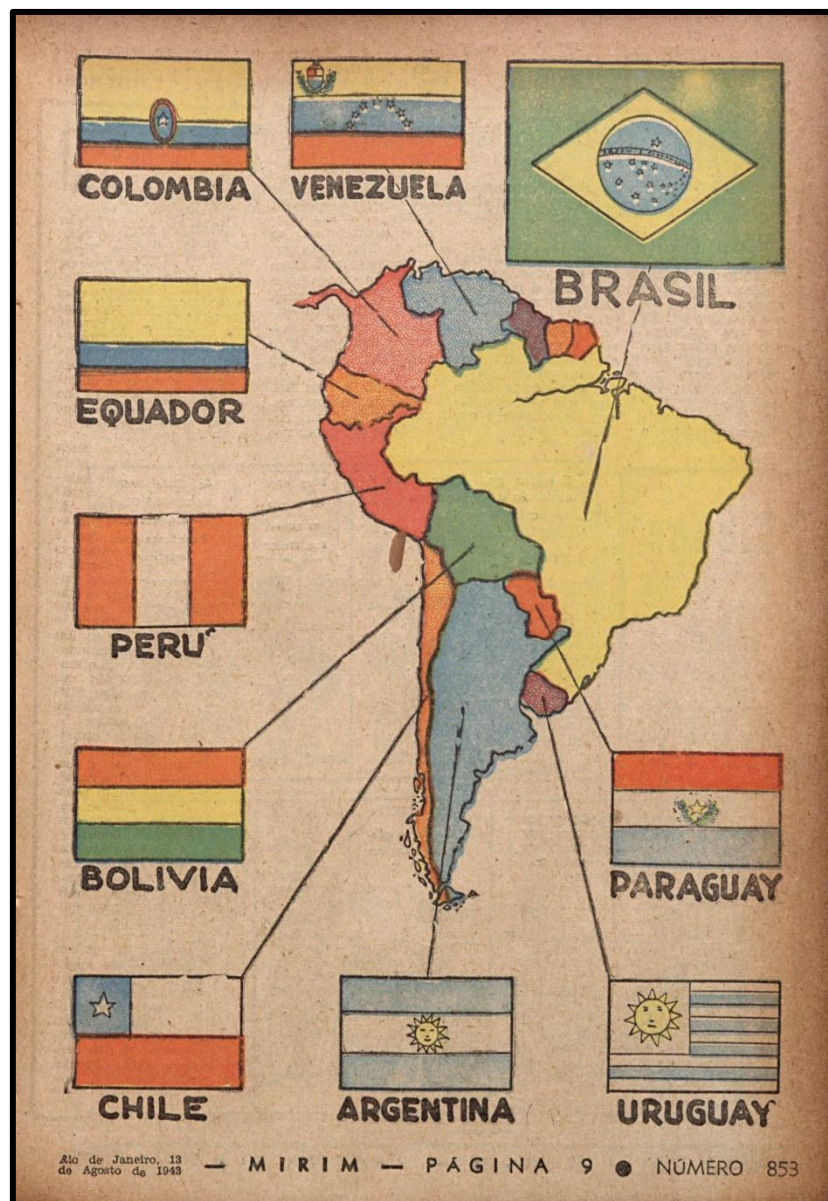 COLOMBIA
VENEZUELA
BRASIL
EQUADOR
PERU´
BOLIVIA
PARAGUAY
CHILE
ARGENTINA
URUGUAY
Rio de Janeiro, 13
de Agosto de 1943
— MIRIM — PÁGINA 9 ● NÚMERO 853